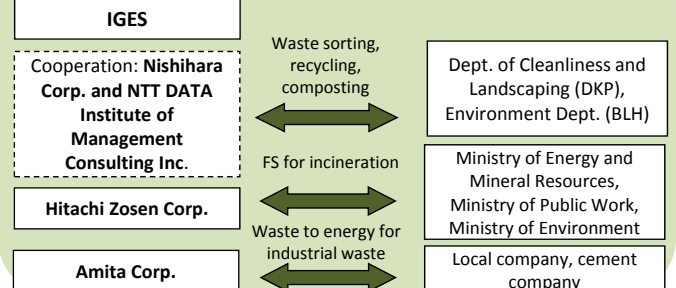 IGES
Cooperation: Nishihara
Corp. and NTT DATA
Institute of
Management
Consulting Inc.
Waste sorting,
recycling,
composting
Dept. of Cleanliness and
Landscaping (DKP),
Environment Dept. (BLH)
Hitachi Zosen Corp.
FS for incineration
Ministry of Energy and
Mineral Resources,
Ministry of Public Work,
Ministry of Environment
Amita Corp.
Waste to energy for
industrial waste
Local company, cement
company